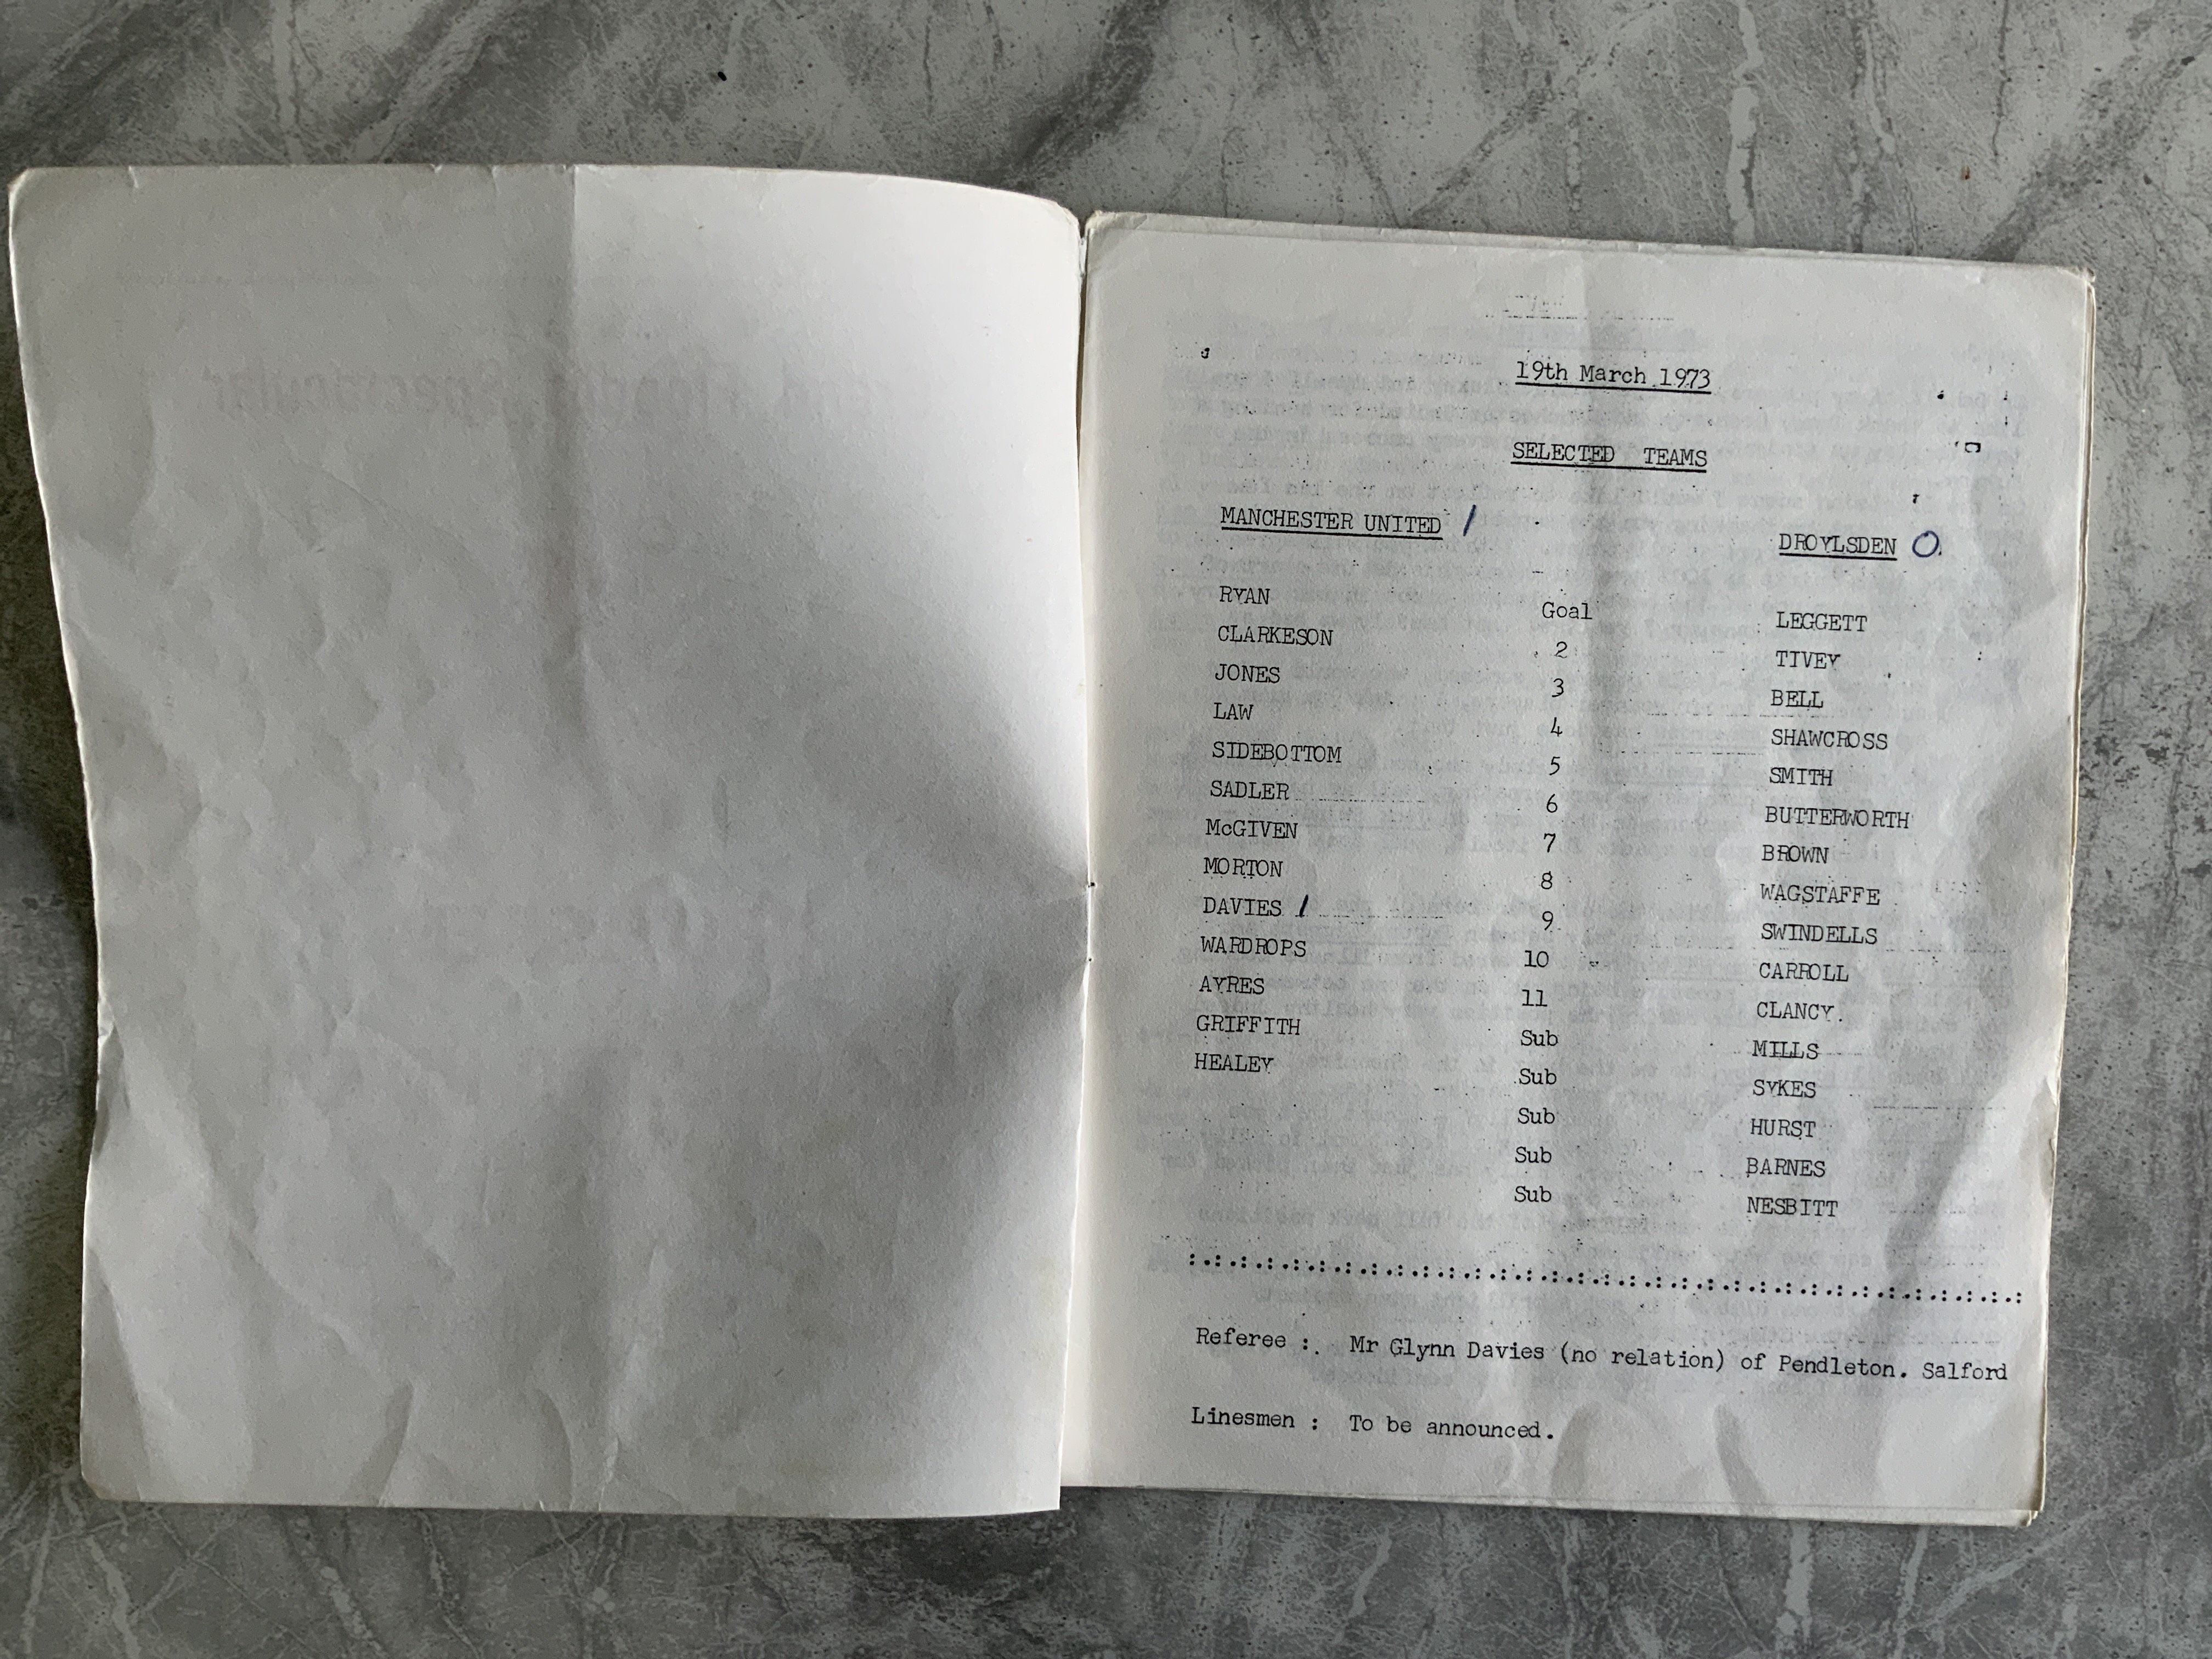 19th March 1973
SELECTED TEAMS
MANCHESTER UNITED 1 DROYLSDEN 0
RYAN Goal LEGGETT
CLARKESON 2 TIVEY
JONES 3 BELL
LAW 4 SHAWCROSS
SIDEBOTTOM 5 SMITH
SADLER 6 BUTTERWORTH
McGIVEN 7 BROWN
MORTON 8 WAGSTAFFE
DAVIES 1 9 SWINDELLS
WARDROPS 10 CARROLL
AYRES 11 CLANCY.
GRIFFITH Sub MILLS
HEALEY Sub SYKES
Sub HURST
Sub BARNES
Sub NESBITT
Referee : Mr Glynn Davies (no relation) of Pendleton. Salford
Linesmen : To be announced.